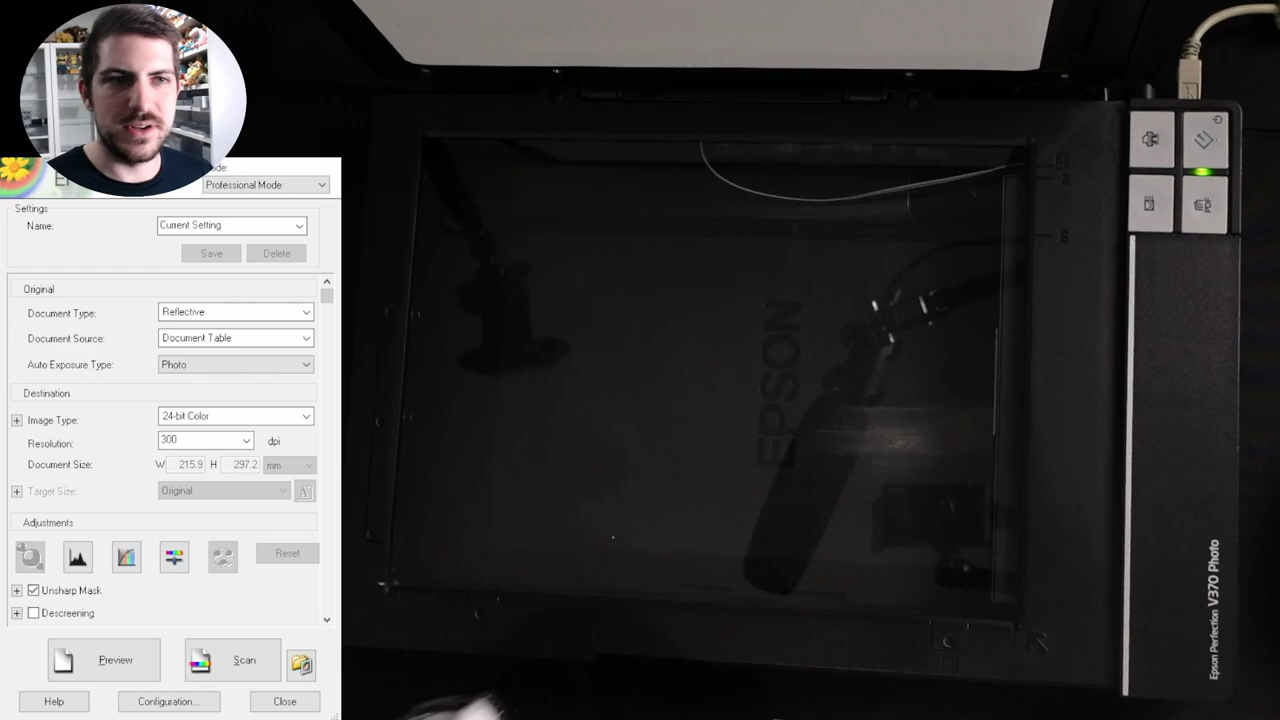 Professional Mode
Settings
Name:
Current Setting
Save
Delete
Original
Document Type:
Reflective
Document Source:
Document Table
Auto Exposure Type:
Photo
Destination
Image Type:
24-bit Color
Resolution:
300
dpi
Document Size:
W
215.9
H
297.2
mm
Target Size:
Original
Adjustments
Reset
Unsharp Mask
Descreening
Preview
Scan
Help
Configuration...
Close
EPSON
PDF
B5
Epson Perfection V370 Photo